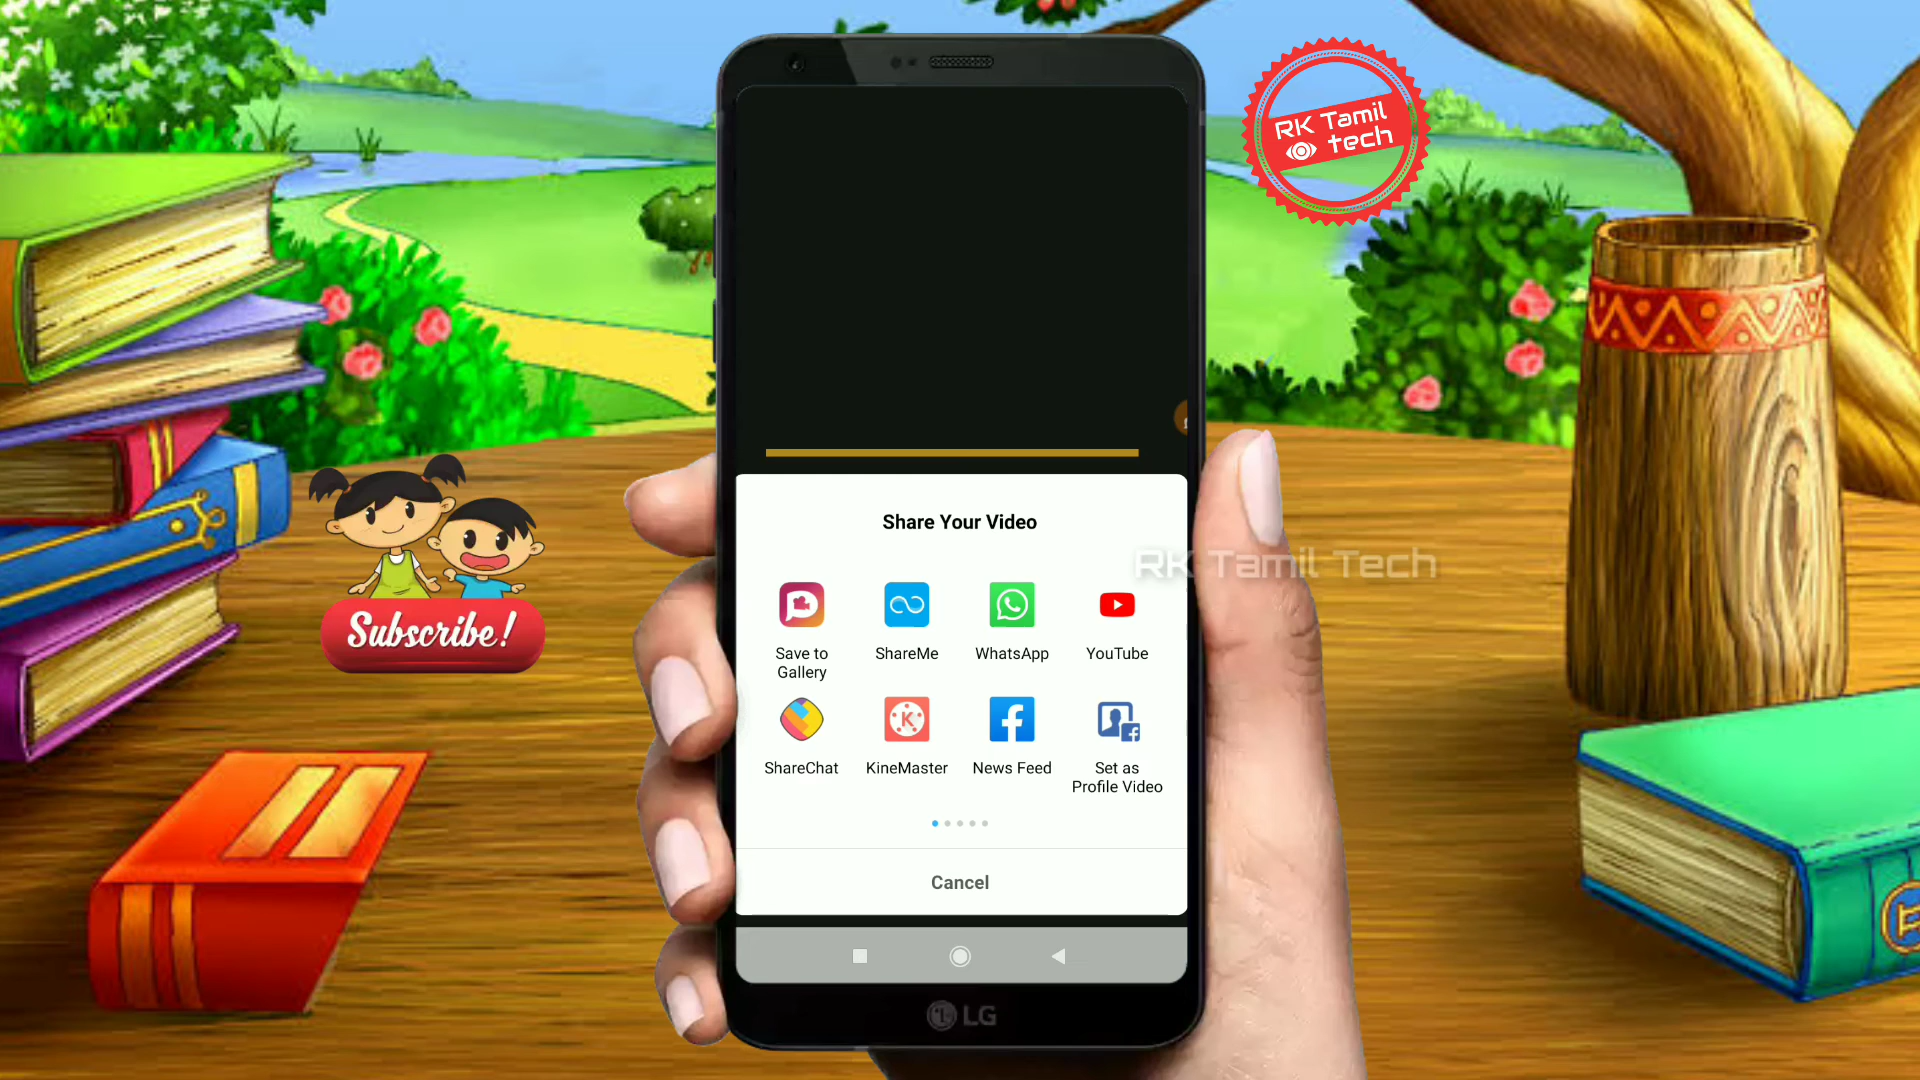 RK Tamil
tech
Share Your Video
RK Tamil Tech
Save to
Gallery
ShareMe
WhatsApp
YouTube
ShareChat
KineMaster
News Feed
Set as
Profile Video
Cancel
Subscribe!
LG